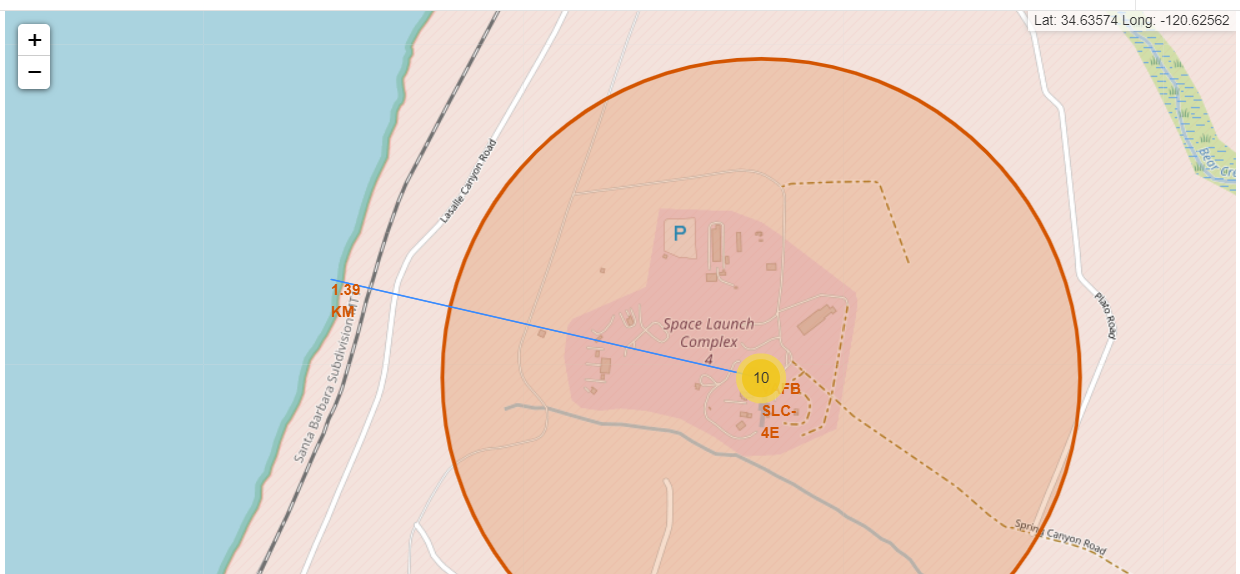 +
−
Lat: 34.63574 Long: -120.62562
Lasalle Canyon Road
P
1.39
KM
Santa Barbara Subdivision
Space Launch
Complex
4
10
FB
SLC-
4E
Plato Road
Spring Canyon Road